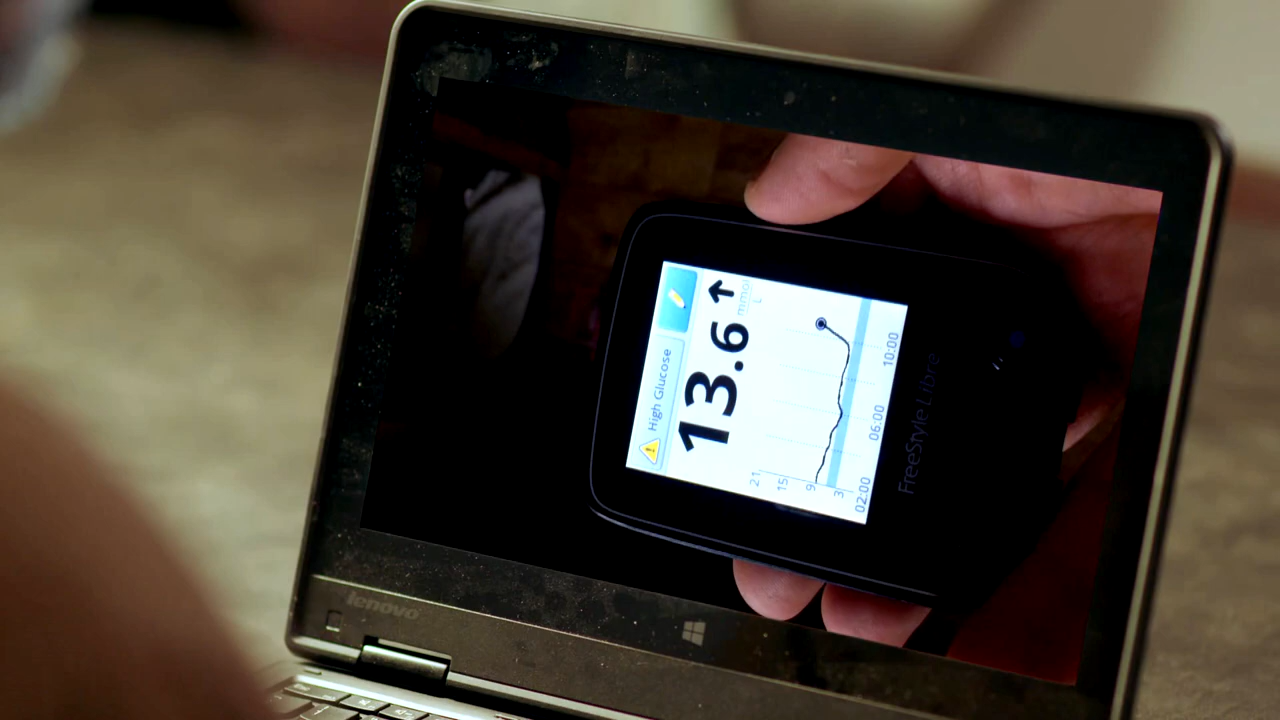 High Glucose
13.6
mmol
L
21
15
9
3
02:00 06:00 10:00
FreeStyle Libre
lenovo